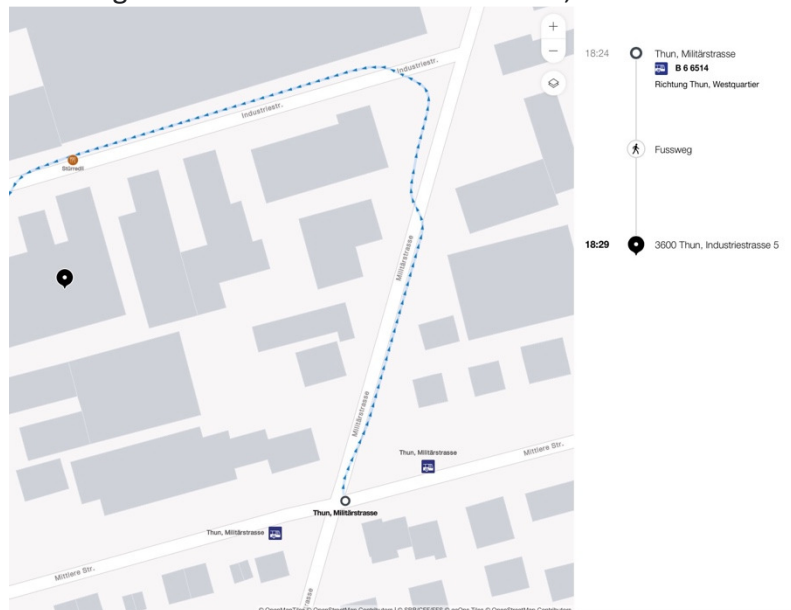 Industriestr.
Industriestr.
Störredli
Militärstrasse
Militärstrasse
Thun, Militärstrasse
Mittlere Str.
Thun, Militärstrasse
Thun, Militärstrasse
Mittlere Str.
18:24 Thun, Militärstrasse
B 6 6514
Richtung Thun, Westquartier
Fussweg
18:29 3600 Thun, Industriestrasse 5